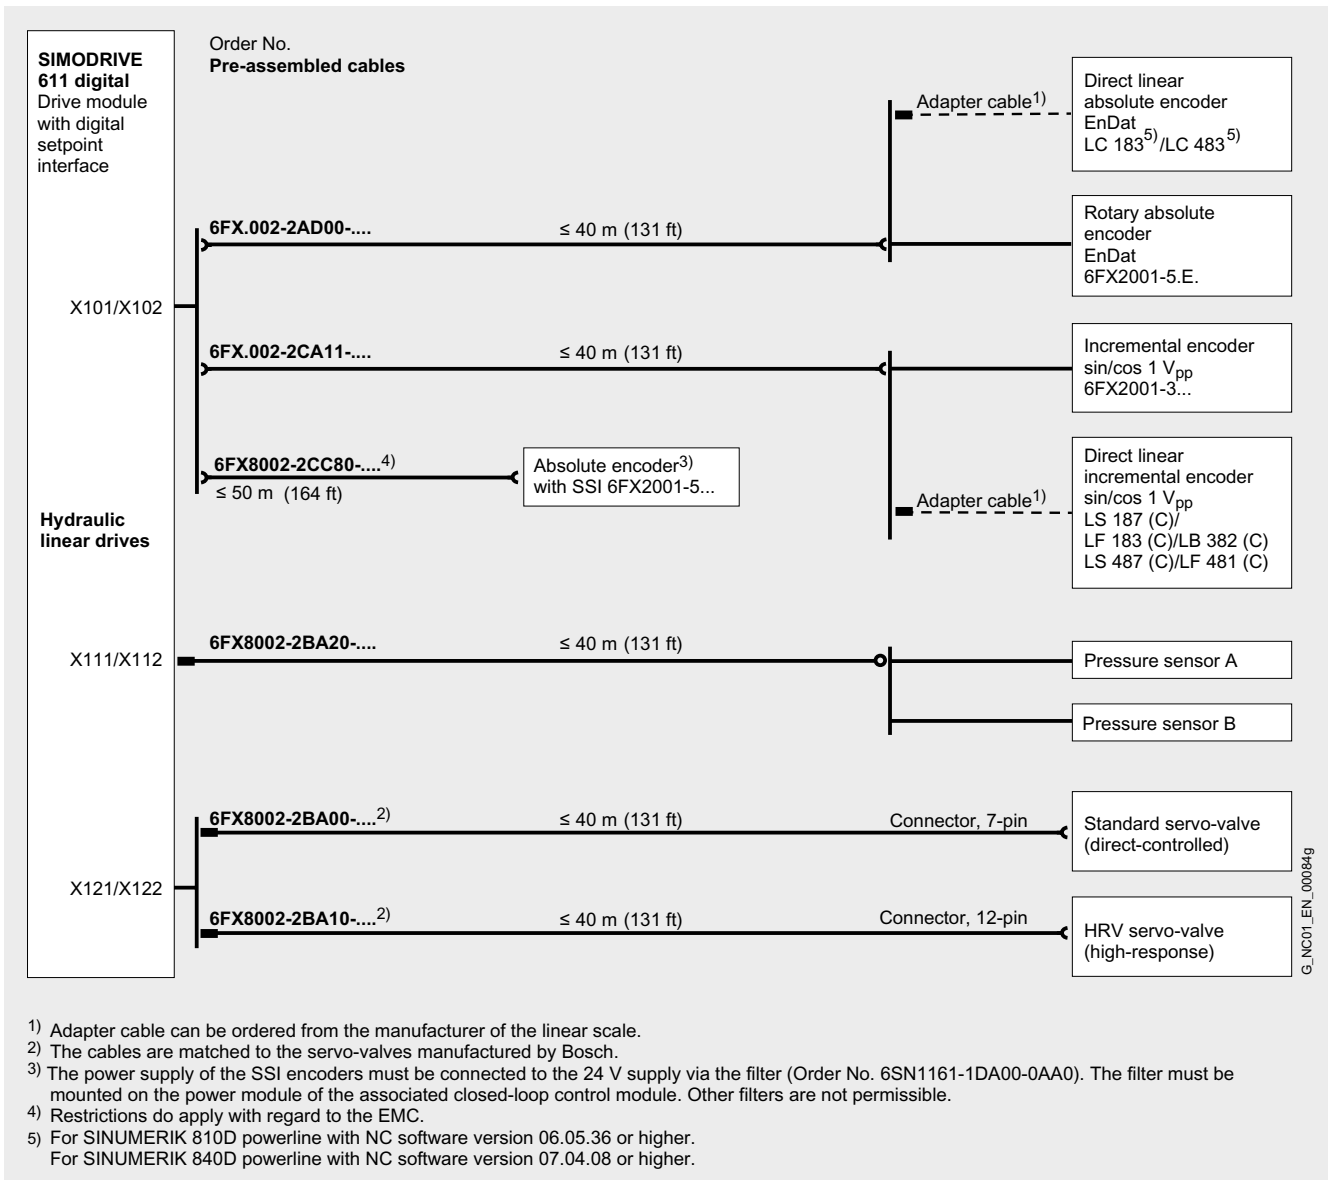 SIMODRIVE
611 digital
Drive module
with digital
setpoint
interface
Order No.
Pre-assembled cables
Adapter cable1)
Direct linear
absolute encoder
EnDat
LC 1835)/LC 4835)
6FX.002-2AD00-....
≤ 40 m (131 ft)
Rotary absolute
encoder
EnDat
6FX2001-5.E.
X101/X102
6FX.002-2CA11-....
≤ 40 m (131 ft)
Incremental encoder
sin/cos 1 Vpp
6FX2001-3...
6FX8002-2CC80-....4)
≤ 50 m (164 ft)
Absolute encoder3)
with SSI 6FX2001-5...
Adapter cable1)
Direct linear
incremental encoder
sin/cos 1 Vpp
LS 187 (C)/
LF 183 (C)/LB 382 (C)
LS 487 (C)/LF 481 (C)
Hydraulic
linear drives
X111/X112
6FX8002-2BA20-....
≤ 40 m (131 ft)
Pressure sensor A
Pressure sensor B
6FX8002-2BA00-....2)
≤ 40 m (131 ft)
Connector, 7-pin
Standard servo-valve
(direct-controlled)
X121/X122
6FX8002-2BA10-....2)
≤ 40 m (131 ft)
Connector, 12-pin
HRV servo-valve
(high-response)
G_NC01_EN_00084g
1) Adapter cable can be ordered from the manufacturer of the linear scale.
2) The cables are matched to the servo-valves manufactured by Bosch.
3) The power supply of the SSI encoders must be connected to the 24 V supply via the filter (Order No. 6SN1161-1DA00-0AA0). The filter must be
mounted on the power module of the associated closed-loop control module. Other filters are not permissible.
4) Restrictions do apply with regard to the EMC.
5) For SINUMERIK 810D powerline with NC software version 06.05.36 or higher.
For SINUMERIK 840D powerline with NC software version 07.04.08 or higher.